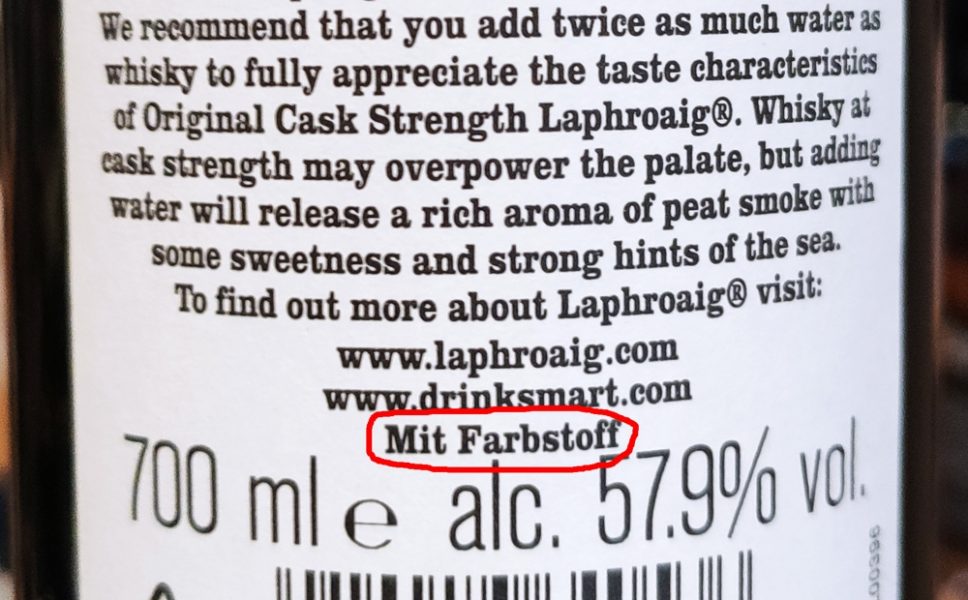 We recommend that you add twice as much water as
whisky to fully appreciate the taste characteristics
of Original Cask Strength Laphroaig®. Whisky at
cask strength may overpower the palate, but adding
water will release a rich aroma of peat smoke with
some sweetness and strong hints of the sea.
To find out more about Laphroaig® visit:
www.laphroaig.com
www.drinksmart.com
Mit Farbstoff
700 ml e alc. 57.9% vol.